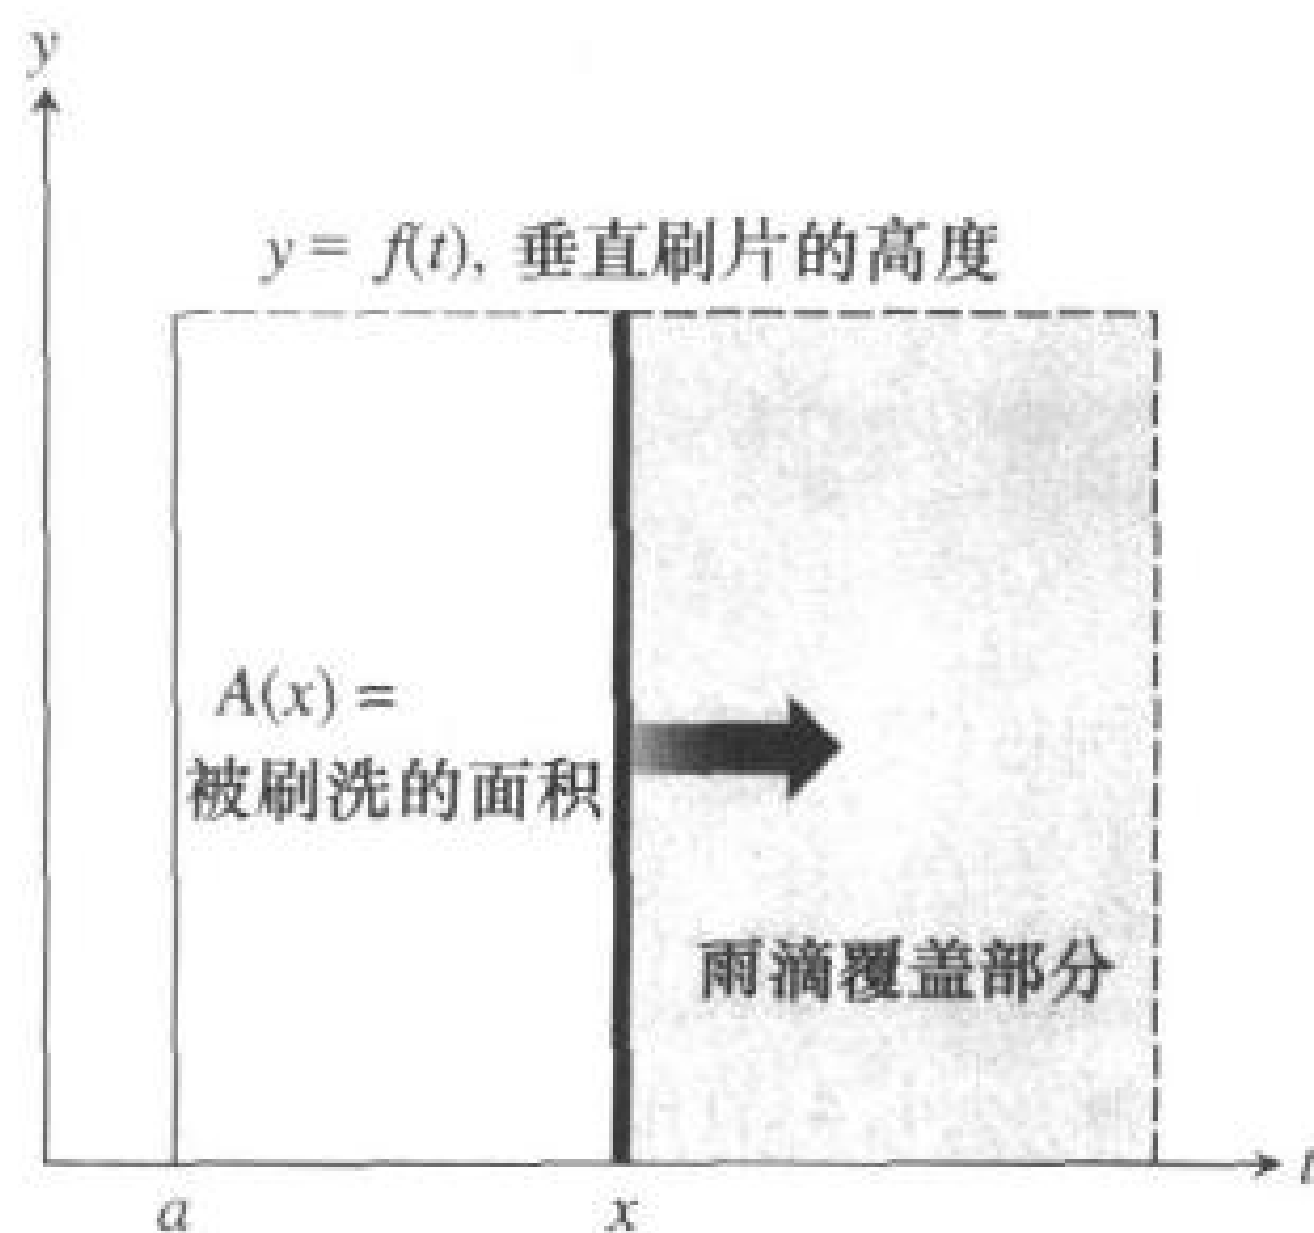 y
y = f(t), 垂直刷片的高度
A(x) =
被刷洗的面积
雨滴覆盖部分
t
a
x